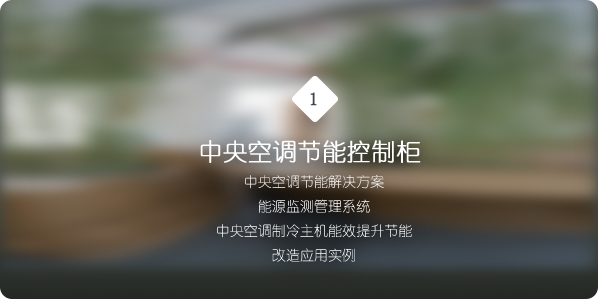 1
中央空调节能控制柜
中央空调节能解决方案
能源监测管理系统
中央空调制冷主机能效提升节能
改造应用实例